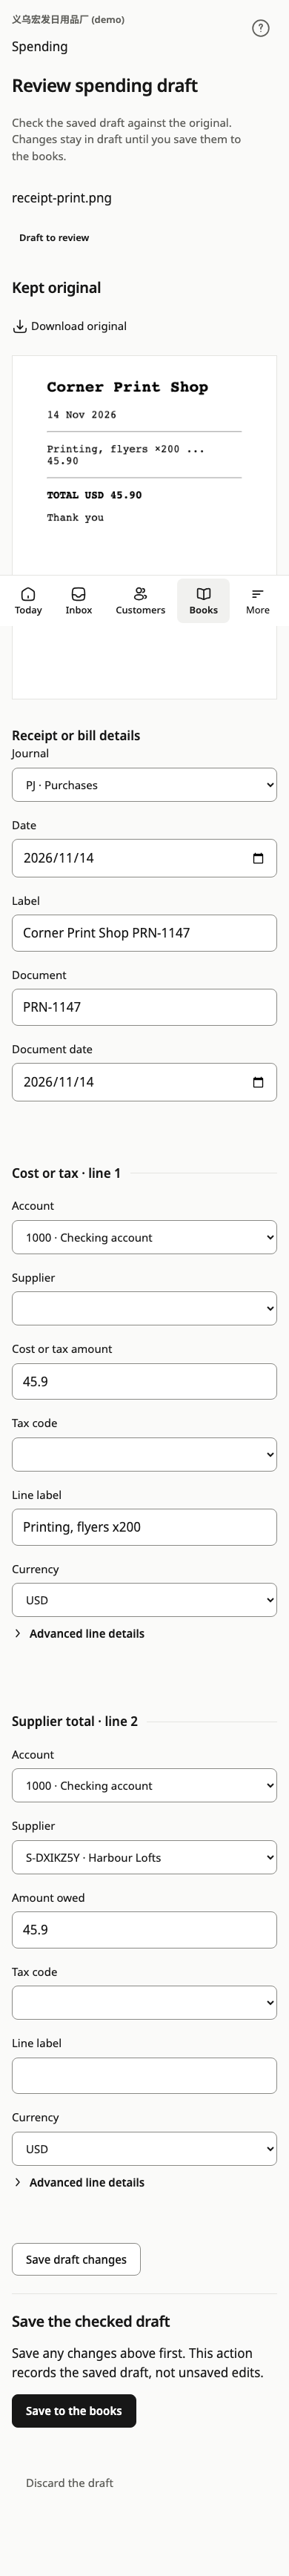 义乌宏发日用品厂 (demo)
Spending
Review spending draft
Check the saved draft against the original.
Changes stay in draft until you save them to
the books.
receipt-print.png
Draft to review
Kept original
Download original
Corner Print Shop
14 Nov 2026
Printing, flyers ×200 ...
45.90
TOTAL USD 45.90
Thank you
Today Inbox Customers Books More
Receipt or bill details
Journal
PJ · Purchases
Date
2026/11/14
Label
Corner Print Shop PRN-1147
Document
PRN-1147
Document date
2026/11/14
Cost or tax · line 1
Account
1000 · Checking account
Supplier
Cost or tax amount
45.9
Tax code
Line label
Printing, flyers x200
Currency
USD
Advanced line details
Supplier total · line 2
Account
1000 · Checking account
Supplier
S-DXIKZ5Y · Harbour Lofts
Amount owed
45.9
Tax code
Line label
Currency
USD
Advanced line details
Save draft changes
Save the checked draft
Save any changes above first. This action
records the saved draft, not unsaved edits.
Save to the books
Discard the draft